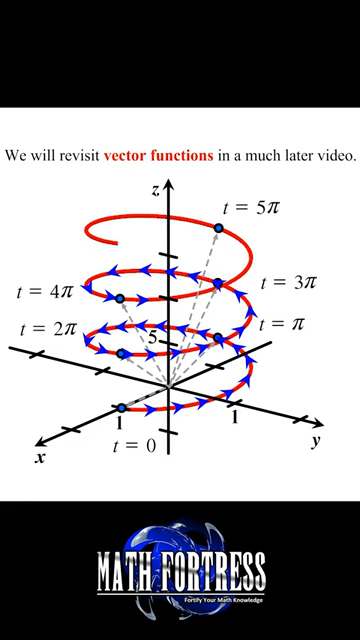 We will revisit vector functions in a much later video.
z
t = 5π
t = 4π
t = 3π
t = 2π
t = π
5
1
1
t = 0
x
y
MATH FORTRESS
Fortify Your Math Knowledge